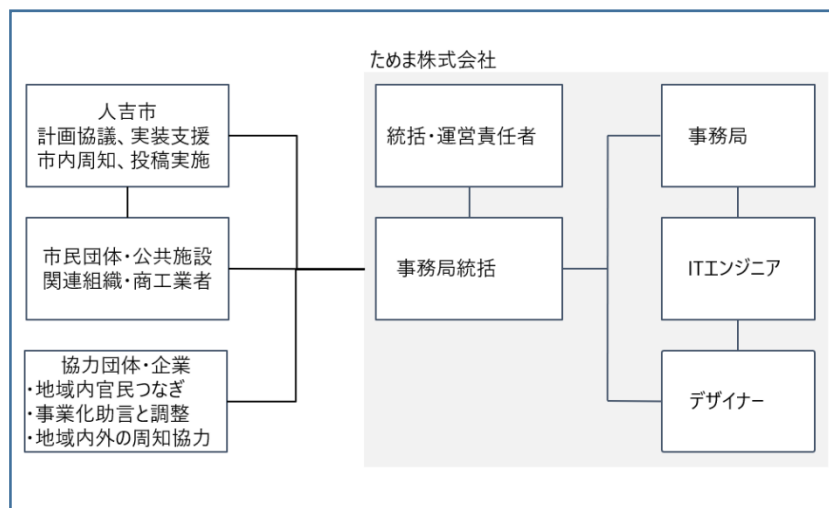 ためま株式会社
人吉市
計画協議、実装支援
市内周知、投稿実施
市民団体・公共施設
関連組織・商工業者
協力団体・企業
・地域内官民つなぎ
・事業化助言と調整
・地域内外の周知協力
統括・運営責任者
事務局統括
事務局
ITエンジニア
デザイナー